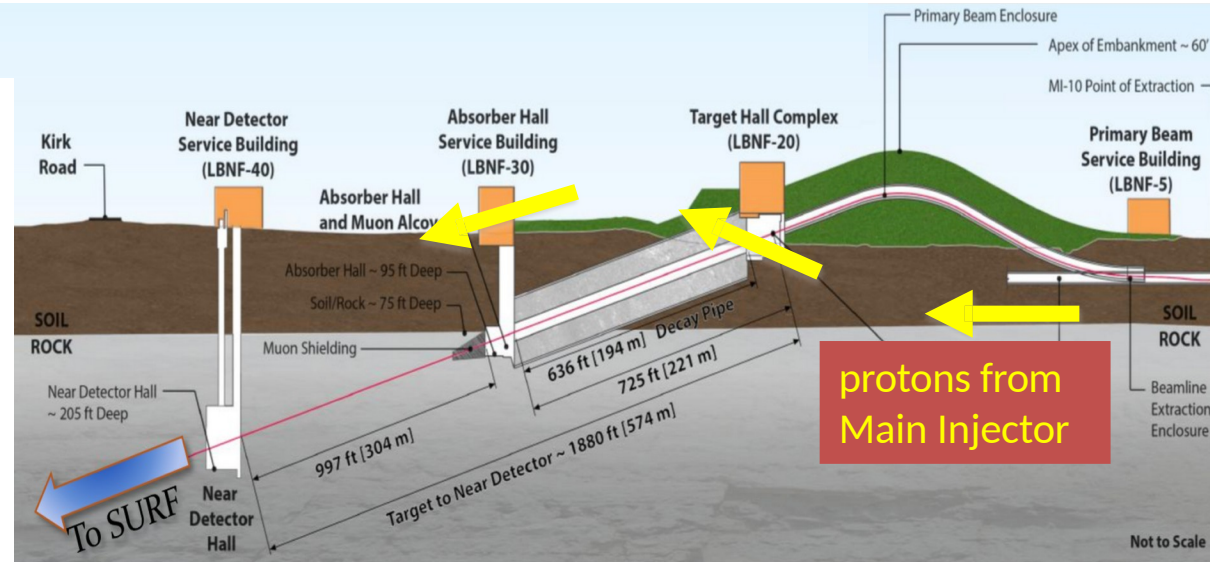 Primary Beam Enclosure
Apex of Embankment ~ 60'
MI-10 Point of Extraction
Kirk
Road
Near Detector
Service Building
(LBNF-40)
Absorber Hall
Service Building
(LBNF-30)
Target Hall Complex
(LBNF-20)
Primary Beam
Service Building
(LBNF-5)
Absorber Hall
and Muon Alcov
Absorber Hall ~ 95 ft Deep
Soil/Rock ~ 75 ft Deep
SOIL
ROCK
Muon Shielding
Near Detector Hall
~ 205 ft Deep
636 ft [194 m] Decay Pipe
725 ft [221 m]
997 ft [304 m]
Target to Near Detector ~ 1880 ft [574 m]
protons from
Main Injector
SOIL
ROCK
Beamline
Extraction
Enclosure
To SURF
Near
Detector
Hall
Not to Scale